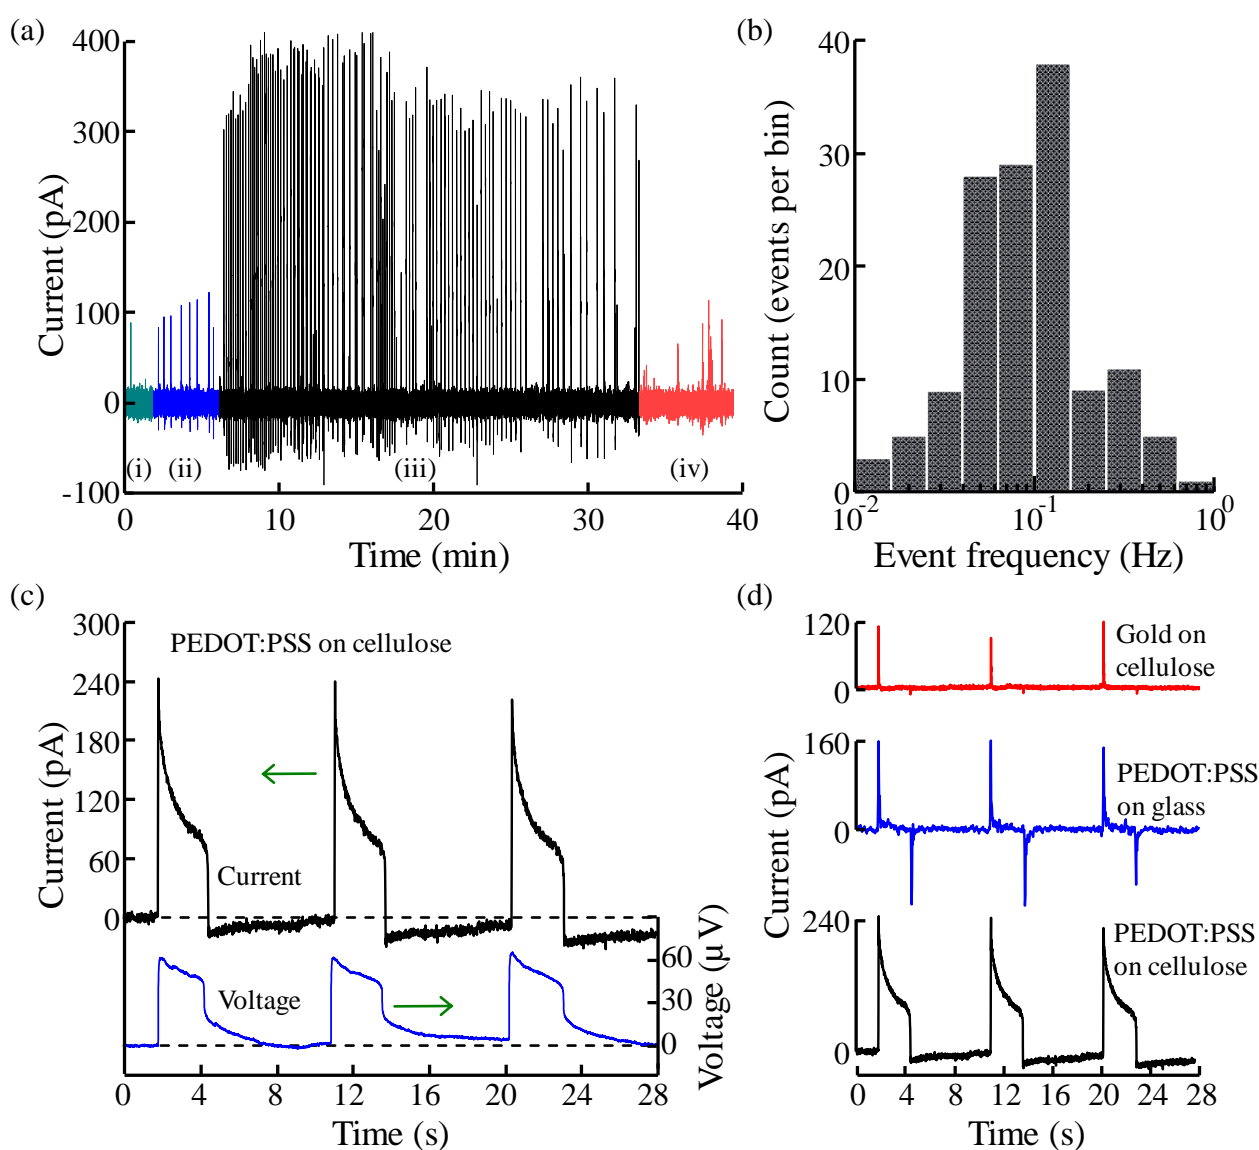 (a)
400
300
200
100
0
-100
Current (pA)
(i)
(ii)
(iii)
(iv)
0
10
20
30
40
Time (min)
(b)
40
30
20
10
0
Count (events per bin)
10-2
10-1
100
Event frequency (Hz)
(c)
300
240
180
120
60
0
Current (pA)
PEDOT:PSS on cellulose
Current
Voltage
60
30
0
Voltage (μ V)
0
4
8
12
16
20
24
28
Time (s)
(d)
120
0
Gold on
cellulose
160
0
PEDOT:PSS
on glass
240
0
PEDOT:PSS
on cellulose
Current (pA)
0
4
8
12
16
20
24
28
Time (s)